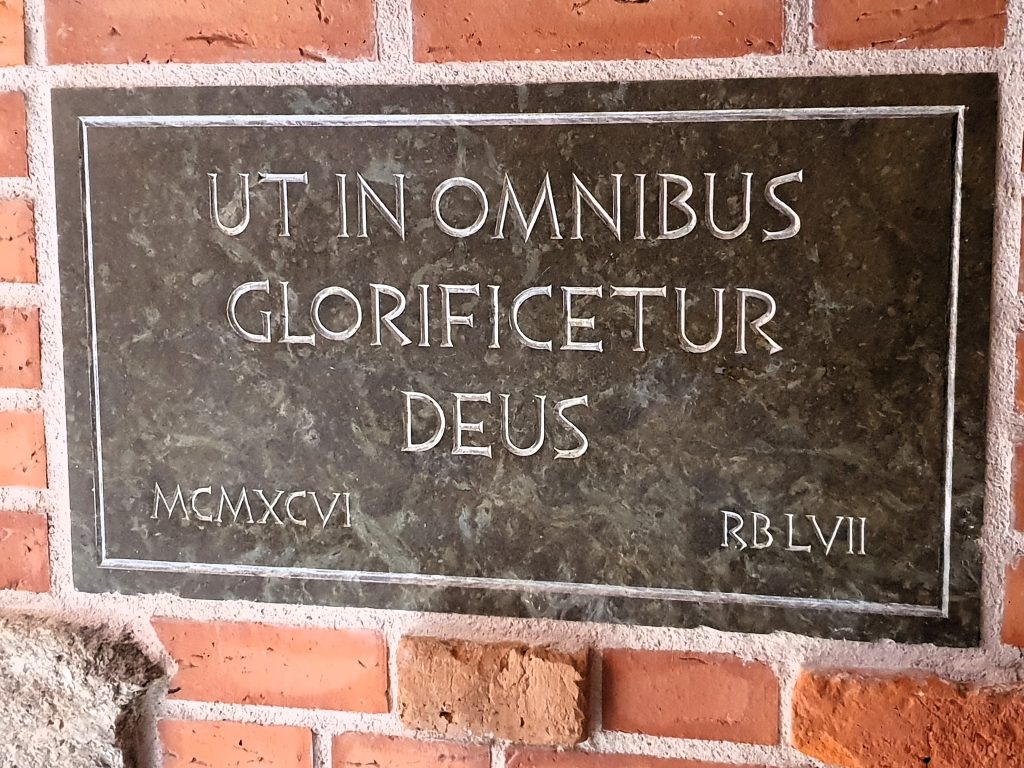 UT IN OMNIBUS
GLORIFICETUR
DEUS
MCMXCVI RB LVII